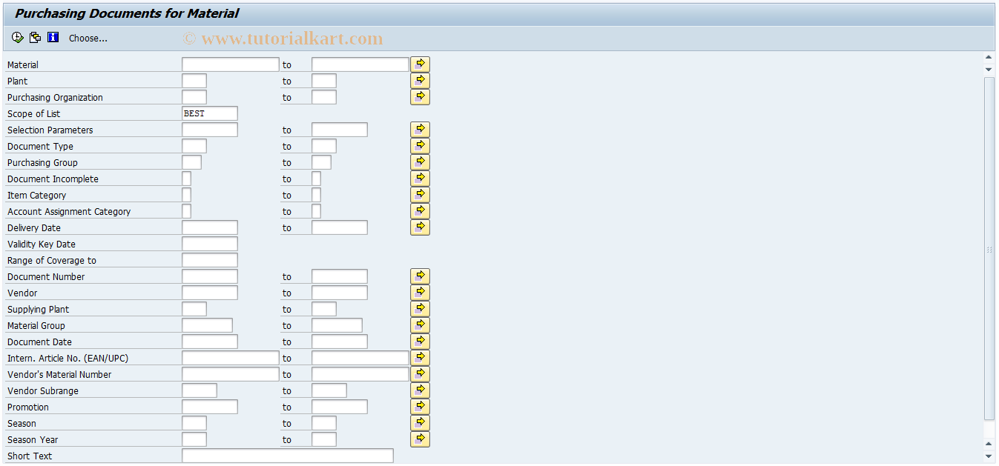 Purchasing Documents for Material
Choose...
© www.tutorialkart.com
Material to
Plant to
Purchasing Organization to
Scope of List BEST
Selection Parameters to
Document Type to
Purchasing Group to
Document Incomplete to
Item Category to
Account Assignment Category to
Delivery Date to
Validity Key Date
Range of Coverage to
Document Number to
Vendor to
Supplying Plant to
Material Group to
Document Date to
Intern. Article No. (EAN/UPC) to
Vendor's Material Number to
Vendor Subrange to
Promotion to
Season to
Season Year to
Short Text